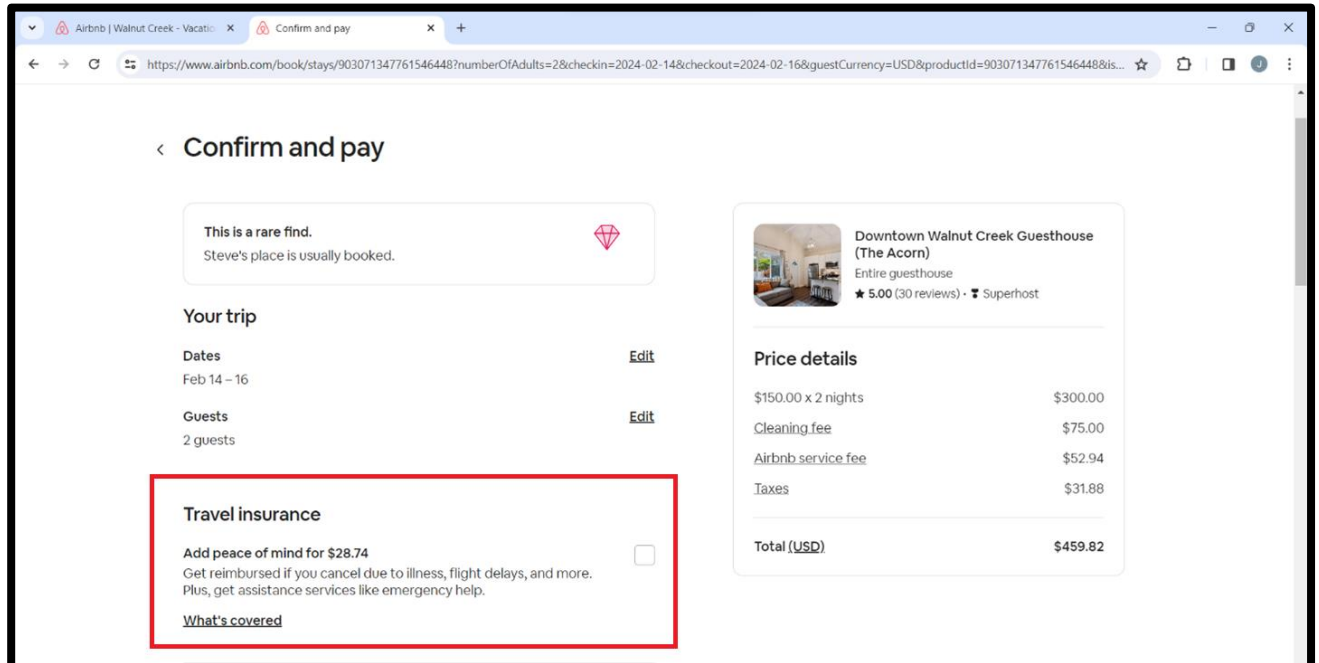 Airbnb | Walnut Creek - Vacatio
Confirm and pay
https://www.airbnb.com/book/stays/903071347761546448?numberOfAdults=2&checkin=2024-02-14&checkout=2024-02-16&guestCurrency=USD&productId=903071347761546448&is...
J
Confirm and pay
This is a rare find.
Steve's place is usually booked.
Your trip
Dates
Edit
Feb 14 – 16
Guests
Edit
2 guests
Travel insurance
Add peace of mind for $28.74
Get reimbursed if you cancel due to illness, flight delays, and more.
Plus, get assistance services like emergency help.
What's covered
Downtown Walnut Creek Guesthouse
(The Acorn)
Entire guesthouse
★ 5.00 (30 reviews) · Superhost
Price details
$150.00 x 2 nights $300.00
Cleaning fee $75.00
Airbnb service fee $52.94
Taxes $31.88
Total (USD) $459.82